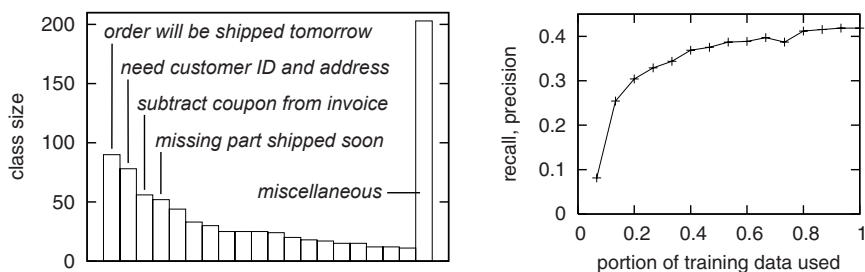 200
150
100
50
0
class size
order will be shipped tomorrow
need customer ID and address
subtract coupon from invoice
missing part shipped soon
miscellaneous
0.4
0.3
0.2
0.1
0
recall, precision
0 0.2 0.4 0.6 0.8 1
portion of training data used